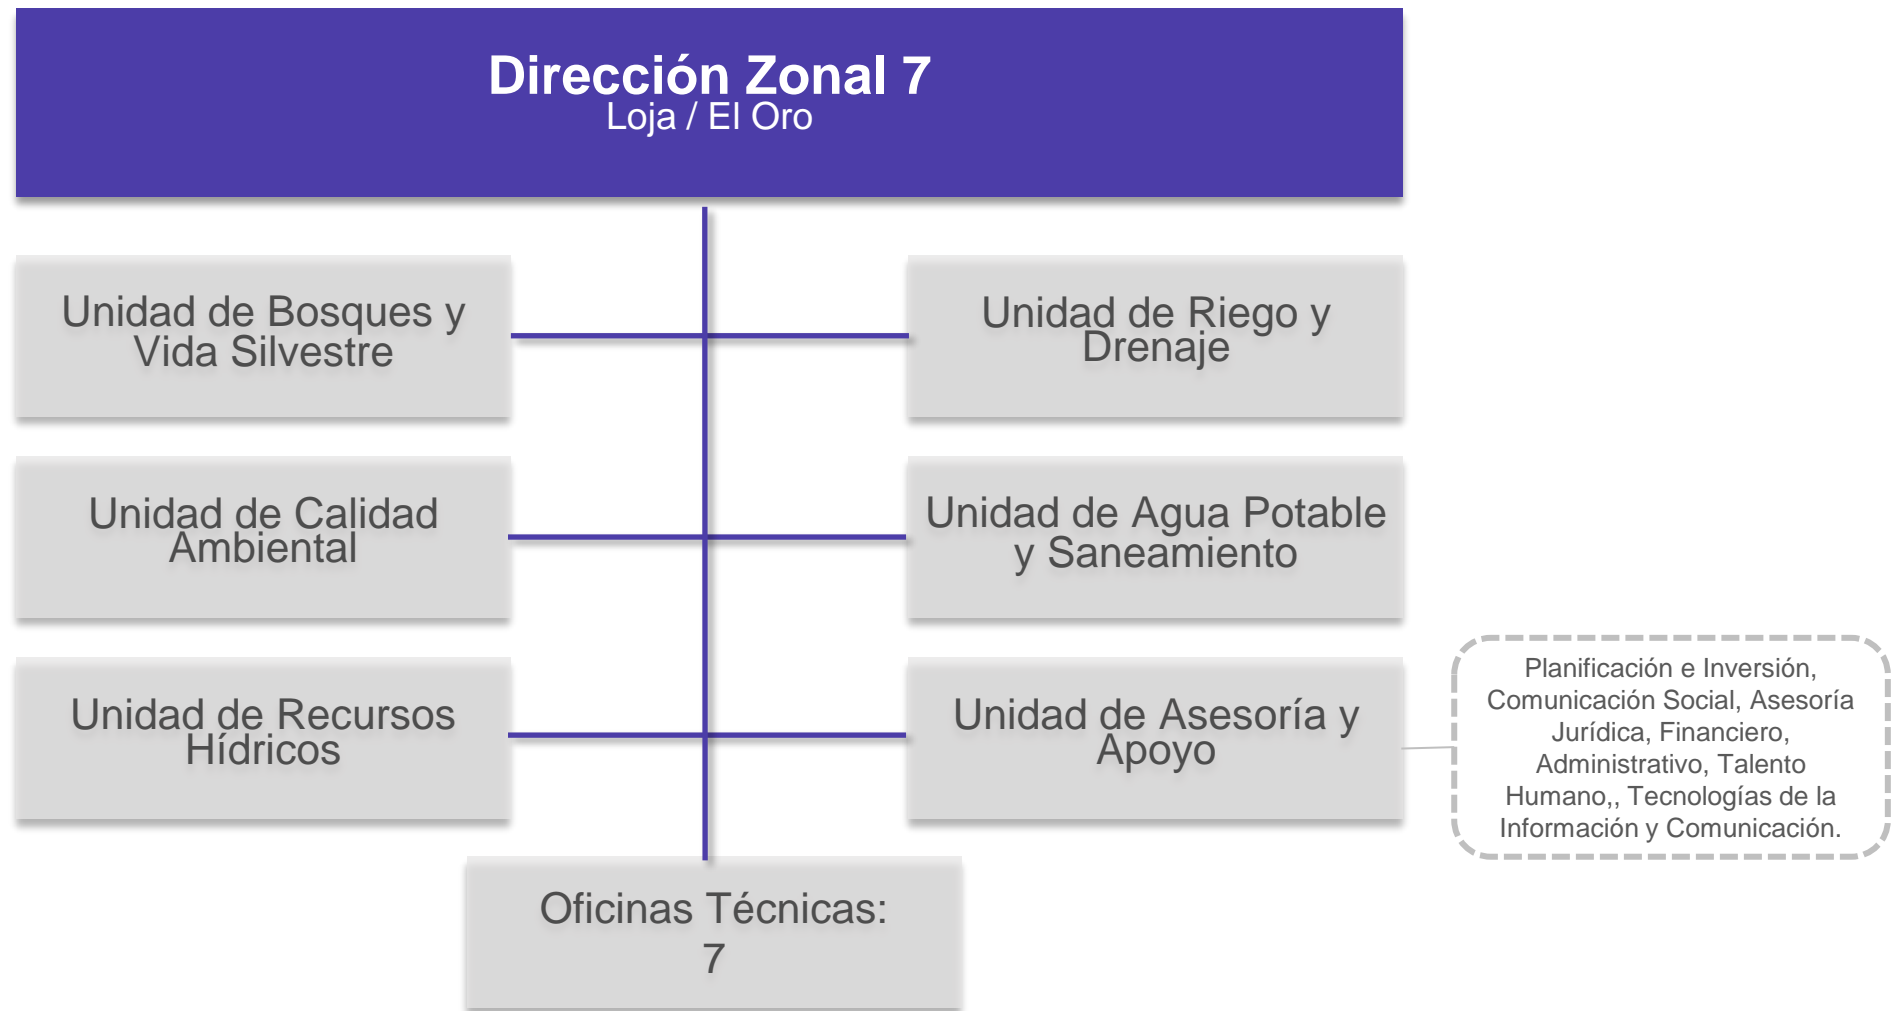 Dirección Zonal 7
Loja / El Oro
Unidad de Bosques y
Vida Silvestre
Unidad de Riego y
Drenaje
Unidad de Calidad
Ambiental
Unidad de Agua Potable
y Saneamiento
Unidad de Recursos
Hídricos
Unidad de Asesoría y
Apoyo
Planificación e Inversión,
Comunicación Social, Asesoría
Jurídica, Financiero,
Administrativo, Talento
Humano,, Tecnologías de la
Información y Comunicación.
Oficinas Técnicas:
7